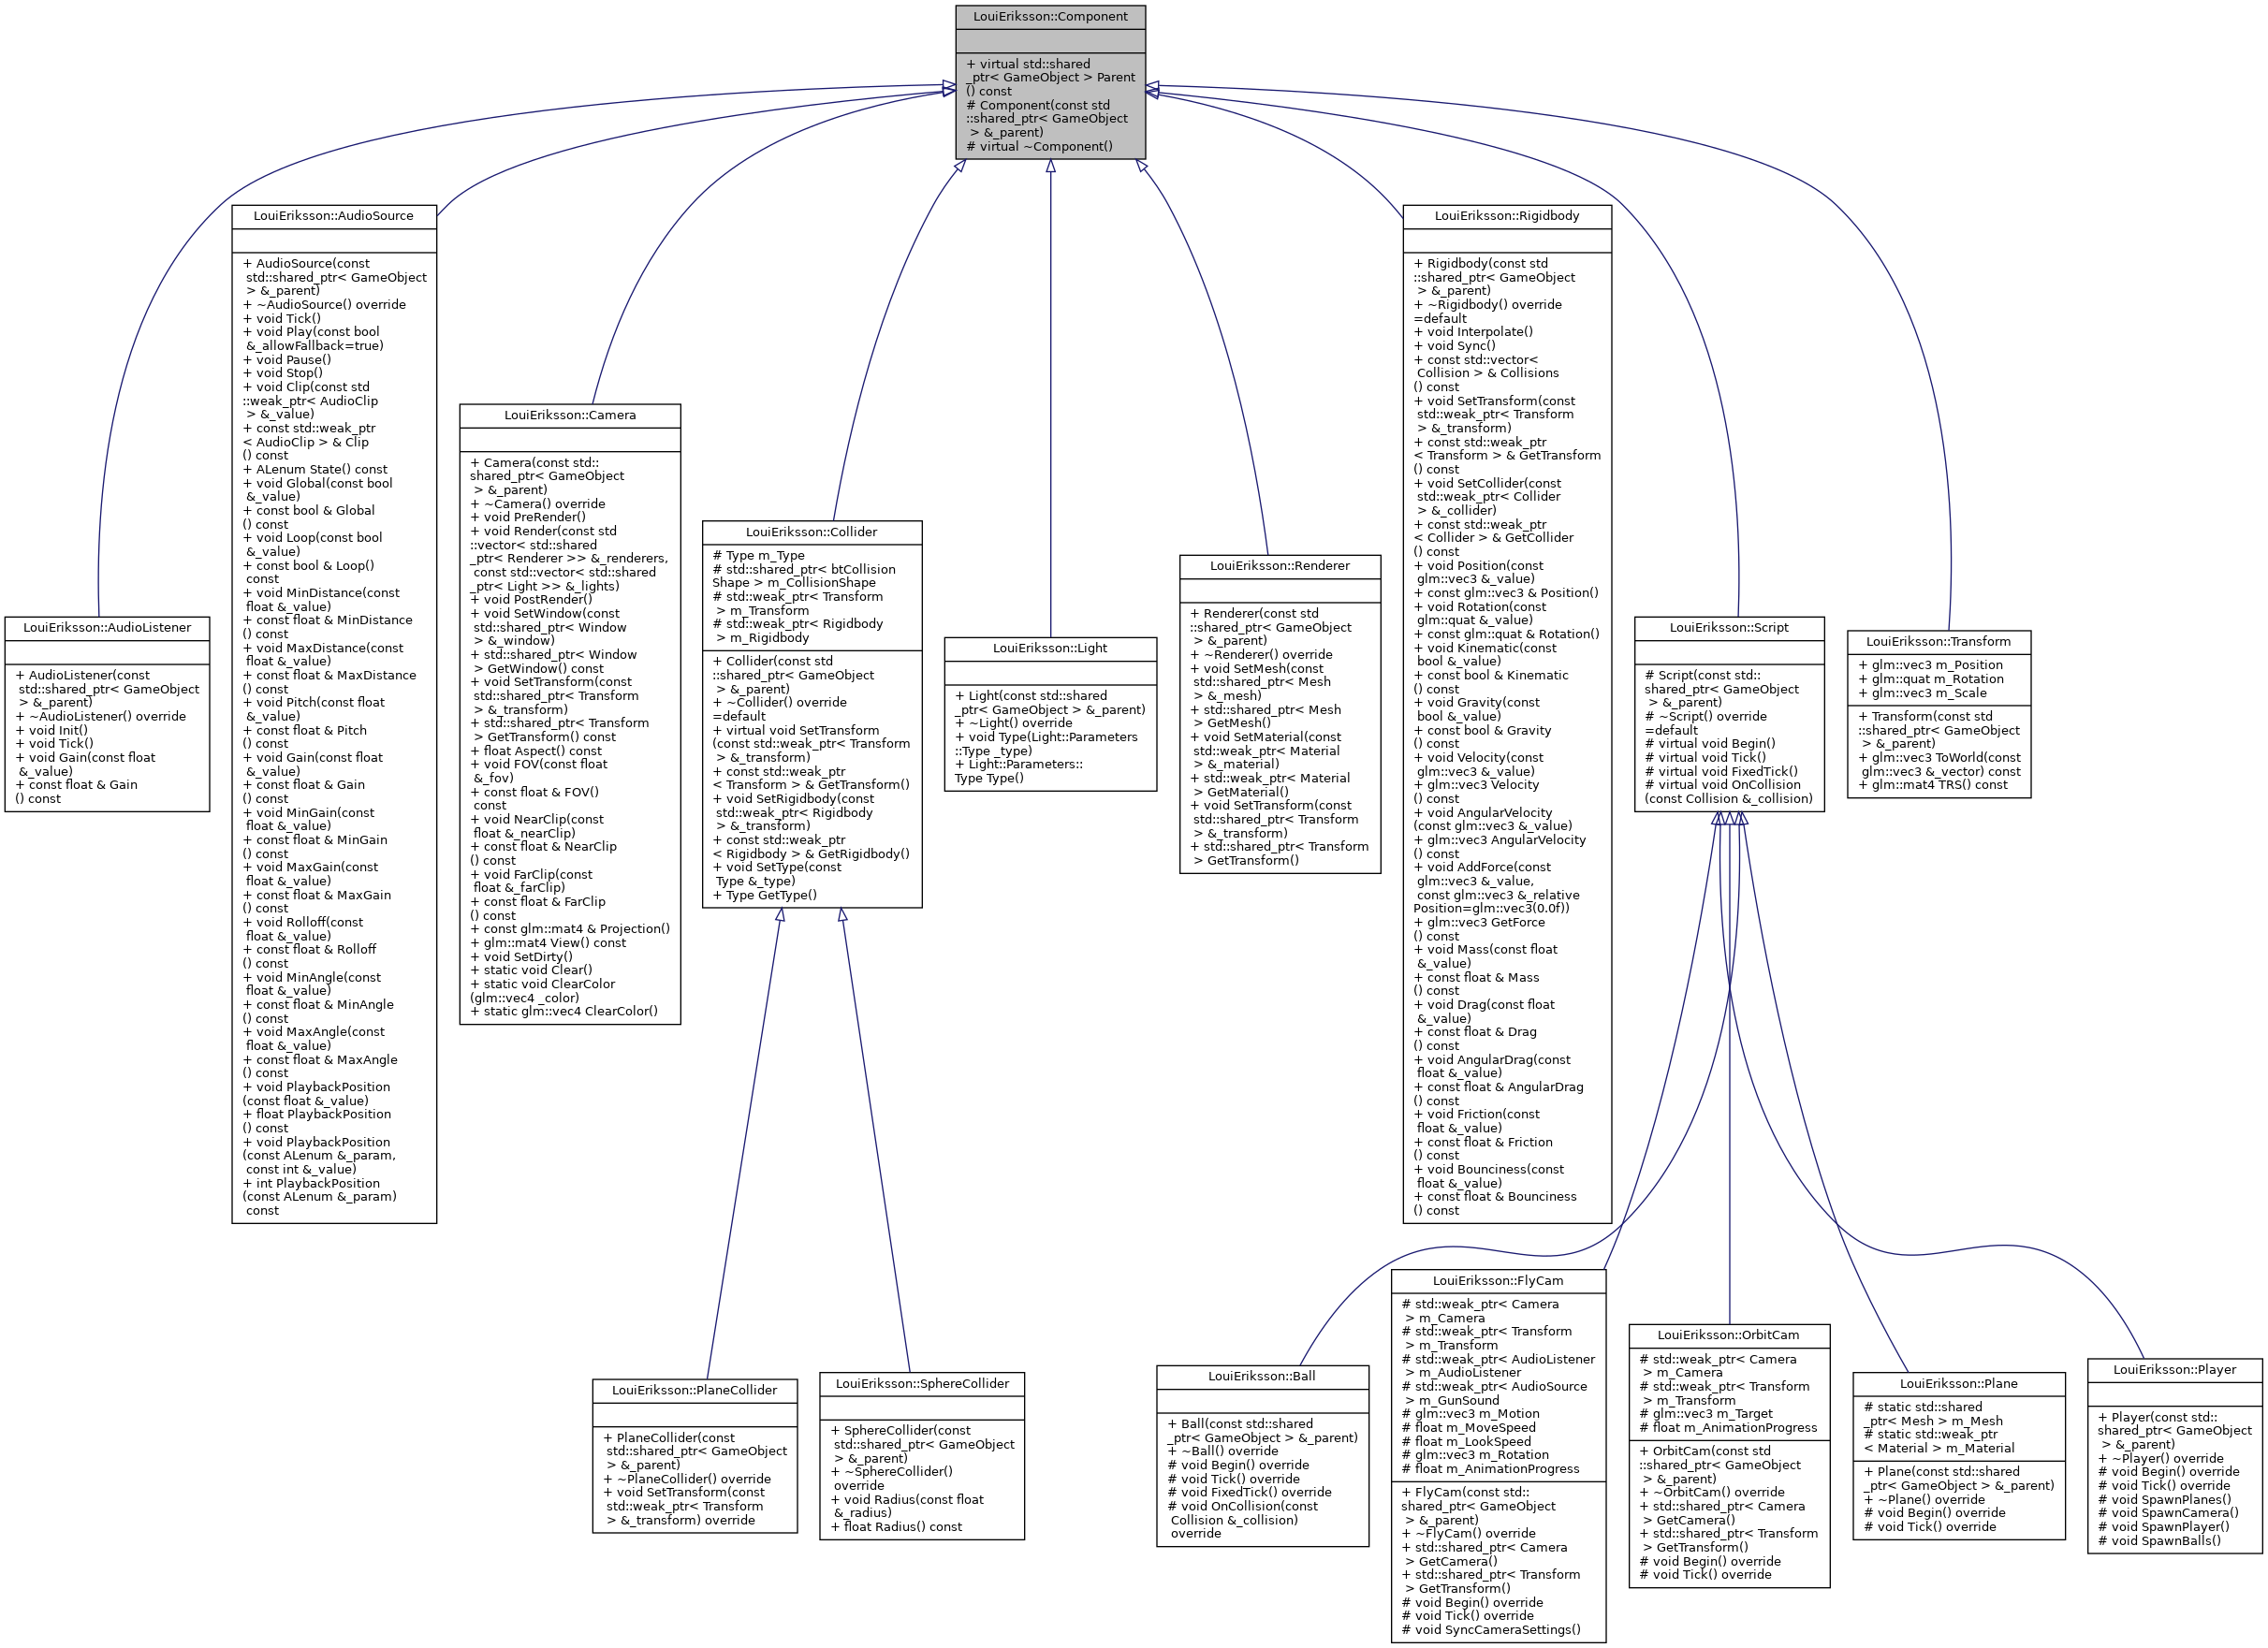 LouiEriksson::Component
+ virtual std::shared
_ptr< GameObject > Parent
() const
# Component(const std
::shared_ptr< GameObject
> &_parent)
# virtual ~Component()
LouiEriksson::AudioSource
+ AudioSource(const
std::shared_ptr< GameObject
> &_parent)
+ ~AudioSource() override
+ void Tick()
+ void Play(const bool
&_allowFallback=true)
+ void Pause()
+ void Stop()
+ void Clip(const std
::weak_ptr< AudioClip
> &_value)
+ const std::weak_ptr
< AudioClip > & Clip
() const
+ ALenum State() const
+ void Global(const bool
&_value)
+ const bool & Global
() const
+ void Loop(const bool
&_value)
+ const bool & Loop()
const
+ void MinDistance(const
float &_value)
+ const float & MinDistance
() const
+ void MaxDistance(const
float &_value)
+ const float & MaxDistance
() const
+ void Pitch(const float
&_value)
+ const float & Pitch
() const
+ void Gain(const float
&_value)
+ const float & Gain
() const
+ void MinGain(const
float &_value)
+ const float & MinGain
() const
+ void MaxGain(const
float &_value)
+ const float & MaxGain
() const
+ void Rolloff(const
float &_value)
+ const float & Rolloff
() const
+ void MinAngle(const
float &_value)
+ const float & MinAngle
() const
+ void MaxAngle(const
float &_value)
+ const float & MaxAngle
() const
+ void PlaybackPosition
(const float &_value)
+ float PlaybackPosition
() const
+ void PlaybackPosition
(const ALenum &_param,
const int &_value)
+ int PlaybackPosition
(const ALenum &_param)
const
LouiEriksson::Rigidbody
+ Rigidbody(const std
::shared_ptr< GameObject
> &_parent)
+ ~Rigidbody() override
=default
+ void Interpolate()
+ void Sync()
+ const std::vector<
Collision > & Collisions
() const
+ void SetTransform(const
std::weak_ptr< Transform
> &_transform)
+ const std::weak_ptr
< Transform > & GetTransform
() const
+ void SetCollider(const
std::weak_ptr< Collider
> &_collider)
+ const std::weak_ptr
< Collider > & GetCollider
() const
+ void Position(const
glm::vec3 &_value)
+ const glm::vec3 & Position()
+ void Rotation(const
glm::quat &_value)
+ const glm::quat & Rotation()
+ void Kinematic(const
bool &_value)
+ const bool & Kinematic
() const
+ void Gravity(const
bool &_value)
+ const bool & Gravity
() const
+ void Velocity(const
glm::vec3 &_value)
+ glm::vec3 Velocity
() const
+ void AngularVelocity
(const glm::vec3 &_value)
+ glm::vec3 AngularVelocity
() const
+ void AddForce(const
glm::vec3 &_value,
const glm::vec3 &_relative
Position=glm::vec3(0.0f))
+ glm::vec3 GetForce
() const
+ void Mass(const float
&_value)
+ const float & Mass
() const
+ void Drag(const float
&_value)
+ const float & Drag
() const
+ void AngularDrag(const
float &_value)
+ const float & AngularDrag
() const
+ void Friction(const
float &_value)
+ const float & Friction
() const
+ void Bounciness(const
float &_value)
+ const float & Bounciness
() const
LouiEriksson::Camera
+ Camera(const std::
shared_ptr< GameObject
> &_parent)
+ ~Camera() override
+ void PreRender()
+ void Render(const std
::vector< std::shared
_ptr< Renderer >> &_renderers,
const std::vector< std::shared
_ptr< Light >> &_lights)
+ void PostRender()
+ void SetWindow(const
std::shared_ptr< Window
> &_window)
+ std::shared_ptr< Window
> GetWindow() const
+ void SetTransform(const
std::shared_ptr< Transform
> &_transform)
+ std::shared_ptr< Transform
> GetTransform() const
+ float Aspect() const
+ void FOV(const float
&_fov)
+ const float & FOV()
const
+ void NearClip(const
float &_nearClip)
+ const float & NearClip
() const
+ void FarClip(const
float &_farClip)
+ const float & FarClip
() const
+ const glm::mat4 & Projection()
+ glm::mat4 View() const
+ void SetDirty()
+ static void Clear()
+ static void ClearColor
(glm::vec4 _color)
+ static glm::vec4 ClearColor()
LouiEriksson::Collider
# Type m_Type
# std::shared_ptr< btCollision
Shape > m_CollisionShape
# std::weak_ptr< Transform
> m_Transform
# std::weak_ptr< Rigidbody
> m_Rigidbody
+ Collider(const std
::shared_ptr< GameObject
> &_parent)
+ ~Collider() override
=default
+ virtual void SetTransform
(const std::weak_ptr< Transform
> &_transform)
+ const std::weak_ptr
< Transform > & GetTransform()
+ void SetRigidbody(const
std::weak_ptr< Rigidbody
> &_transform)
+ const std::weak_ptr
< Rigidbody > & GetRigidbody()
+ void SetType(const
Type &_type)
+ Type GetType()
LouiEriksson::Renderer
+ Renderer(const std
::shared_ptr< GameObject
> &_parent)
+ ~Renderer() override
+ void SetMesh(const
std::shared_ptr< Mesh
> &_mesh)
+ std::shared_ptr< Mesh
> GetMesh()
+ void SetMaterial(const
std::weak_ptr< Material
> &_material)
+ std::weak_ptr< Material
> GetMaterial()
+ void SetTransform(const
std::shared_ptr< Transform
> &_transform)
+ std::shared_ptr< Transform
> GetTransform()
LouiEriksson::AudioListener
+ AudioListener(const
std::shared_ptr< GameObject
> &_parent)
+ ~AudioListener() override
+ void Init()
+ void Tick()
+ void Gain(const float
&_value)
+ const float & Gain
() const
LouiEriksson::Script
# Script(const std::
shared_ptr< GameObject
> &_parent)
# ~Script() override
=default
# virtual void Begin()
# virtual void Tick()
# virtual void FixedTick()
# virtual void OnCollision
(const Collision &_collision)
LouiEriksson::Transform
+ glm::vec3 m_Position
+ glm::quat m_Rotation
+ glm::vec3 m_Scale
+ Transform(const std
::shared_ptr< GameObject
> &_parent)
+ glm::vec3 ToWorld(const
glm::vec3 &_vector) const
+ glm::mat4 TRS() const
LouiEriksson::Light
+ Light(const std::shared
_ptr< GameObject > &_parent)
+ ~Light() override
+ void Type(Light::Parameters
::Type _type)
+ Light::Parameters::
Type Type()
LouiEriksson::FlyCam
# std::weak_ptr< Camera
> m_Camera
# std::weak_ptr< Transform
> m_Transform
# std::weak_ptr< AudioListener
> m_AudioListener
# std::weak_ptr< AudioSource
> m_GunSound
# glm::vec3 m_Motion
# float m_MoveSpeed
# float m_LookSpeed
# glm::vec3 m_Rotation
# float m_AnimationProgress
+ FlyCam(const std::
shared_ptr< GameObject
> &_parent)
+ ~FlyCam() override
+ std::shared_ptr< Camera
> GetCamera()
+ std::shared_ptr< Transform
> GetTransform()
# void Begin() override
# void Tick() override
# void SyncCameraSettings()
LouiEriksson::OrbitCam
# std::weak_ptr< Camera
> m_Camera
# std::weak_ptr< Transform
> m_Transform
# glm::vec3 m_Target
# float m_AnimationProgress
+ OrbitCam(const std
::shared_ptr< GameObject
> &_parent)
+ ~OrbitCam() override
+ std::shared_ptr< Camera
> GetCamera()
+ std::shared_ptr< Transform
> GetTransform()
# void Begin() override
# void Tick() override
LouiEriksson::Player
+ Player(const std::
shared_ptr< GameObject
> &_parent)
+ ~Player() override
# void Begin() override
# void Tick() override
# void SpawnPlanes()
# void SpawnCamera()
# void SpawnPlayer()
# void SpawnBalls()
LouiEriksson::Ball
+ Ball(const std::shared
_ptr< GameObject > &_parent)
+ ~Ball() override
# void Begin() override
# void Tick() override
# void FixedTick() override
# void OnCollision(const
Collision &_collision)
override
LouiEriksson::SphereCollider
+ SphereCollider(const
std::shared_ptr< GameObject
> &_parent)
+ ~SphereCollider()
override
+ void Radius(const float
&_radius)
+ float Radius() const
LouiEriksson::Plane
# static std::shared
_ptr< Mesh > m_Mesh
# static std::weak_ptr
< Material > m_Material
+ Plane(const std::shared
_ptr< GameObject > &_parent)
+ ~Plane() override
# void Begin() override
# void Tick() override
LouiEriksson::PlaneCollider
+ PlaneCollider(const
std::shared_ptr< GameObject
> &_parent)
+ ~PlaneCollider() override
+ void SetTransform(const
std::weak_ptr< Transform
> &_transform) override